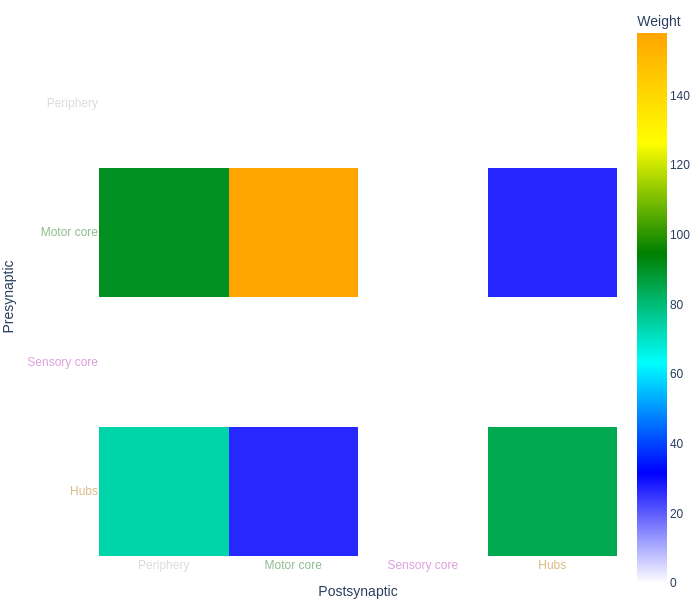 Weight
140
120
100
80
60
40
20
0
Presynaptic
Periphery
Motor core
Sensory core
Hubs
Periphery Motor core Sensory core Hubs
Postsynaptic